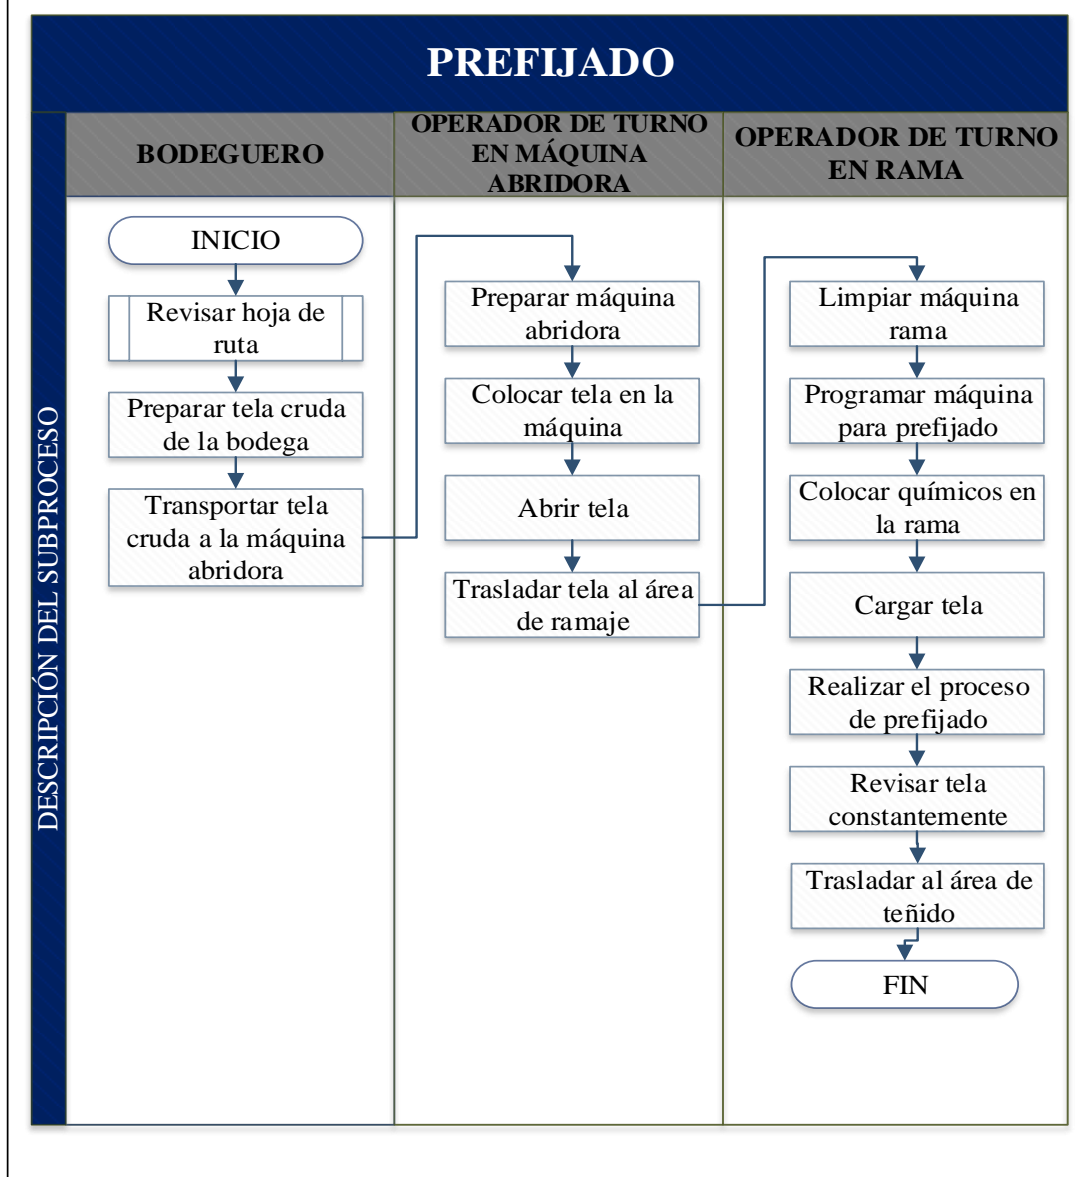 PREFIJADO
DESCRIPCIÓN DEL SUBPROCESO
BODEGUERO
OPERADOR DE TURNO
EN MÁQUINA
ABRIDORA
OPERADOR DE TURNO
EN RAMA
INICIO
Revisar hoja de
ruta
Preparar tela cruda
de la bodega
Transportar tela
cruda a la máquina
abridora
Preparar máquina
abridora
Colocar tela en la
máquina
Abrir tela
Trasladar tela al área
de ramaje
Limpiar máquina
rama
Programar máquina
para prefijado
Colocar químicos en
la rama
Cargar tela
Realizar el proceso
de prefijado
Revisar tela
constantemente
Trasladar al área de
teñido
FIN